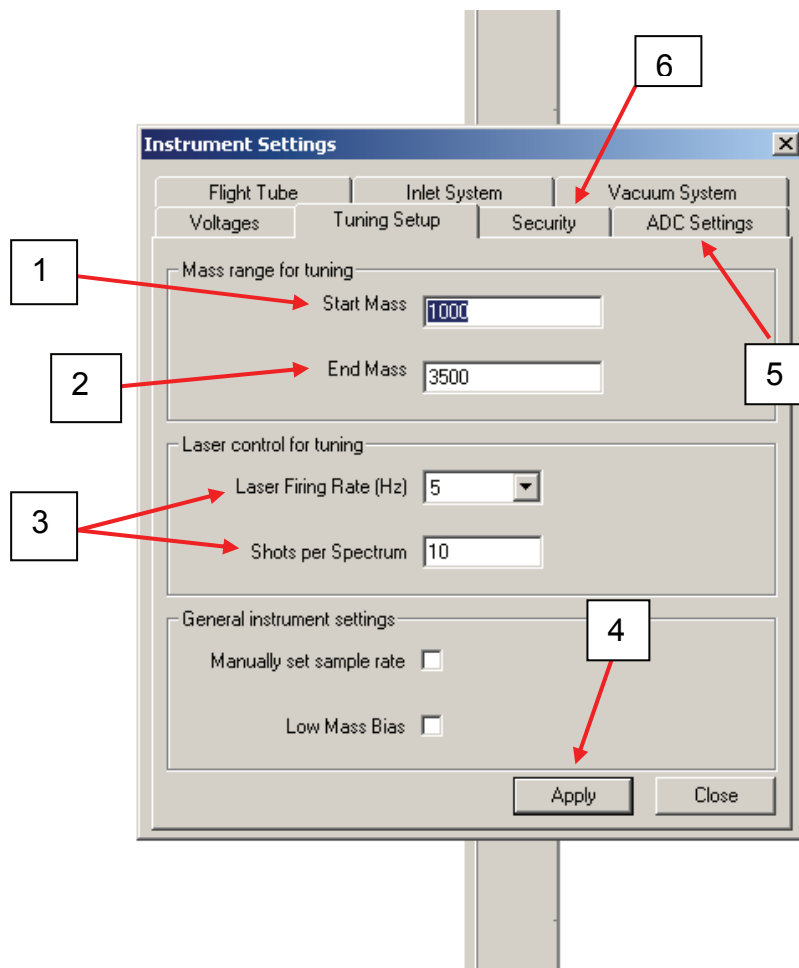 6
Instrument Settings
Flight Tube Inlet System Vacuum System
Voltages Tuning Setup Security ADC Settings
1
Mass range for tuning
Start Mass 1000
2
End Mass 3500
5
Laser control for tuning
Laser Firing Rate (Hz) 5
3
Shots per Spectrum 10
General instrument settings
4
Manually set sample rate
Low Mass Bias
Apply Close